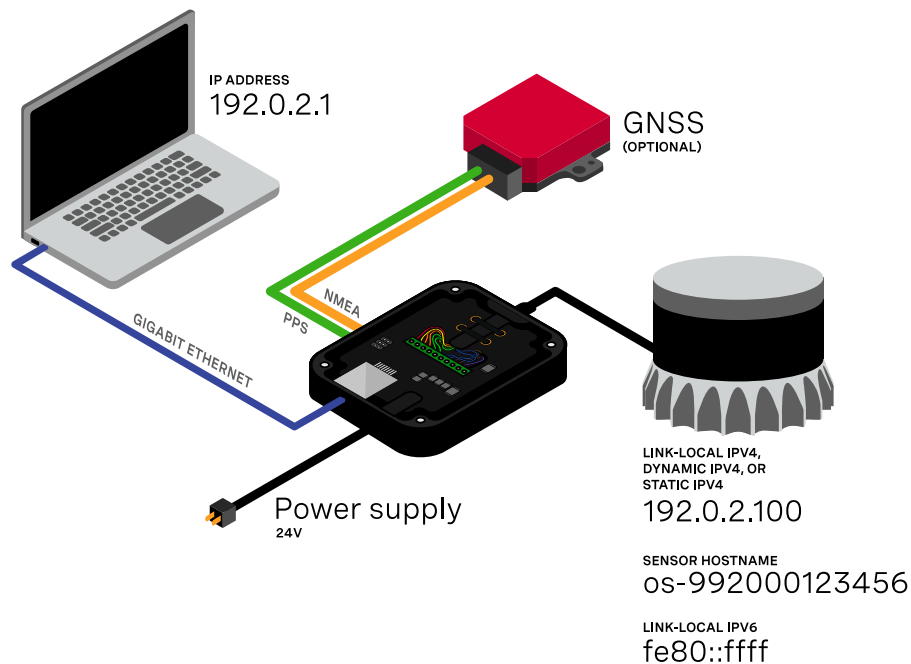 IP ADDRESS
192.0.2.1
GNSS
(OPTIONAL)
NMEA
PPS
GIGABIT ETHERNET
Power supply
24V
LINK-LOCAL IPV4,
DYNAMIC IPV4, OR
STATIC IPV4
192.0.2.100
SENSOR HOSTNAME
os-992000123456
LINK-LOCAL IPV6
fe80::ffff